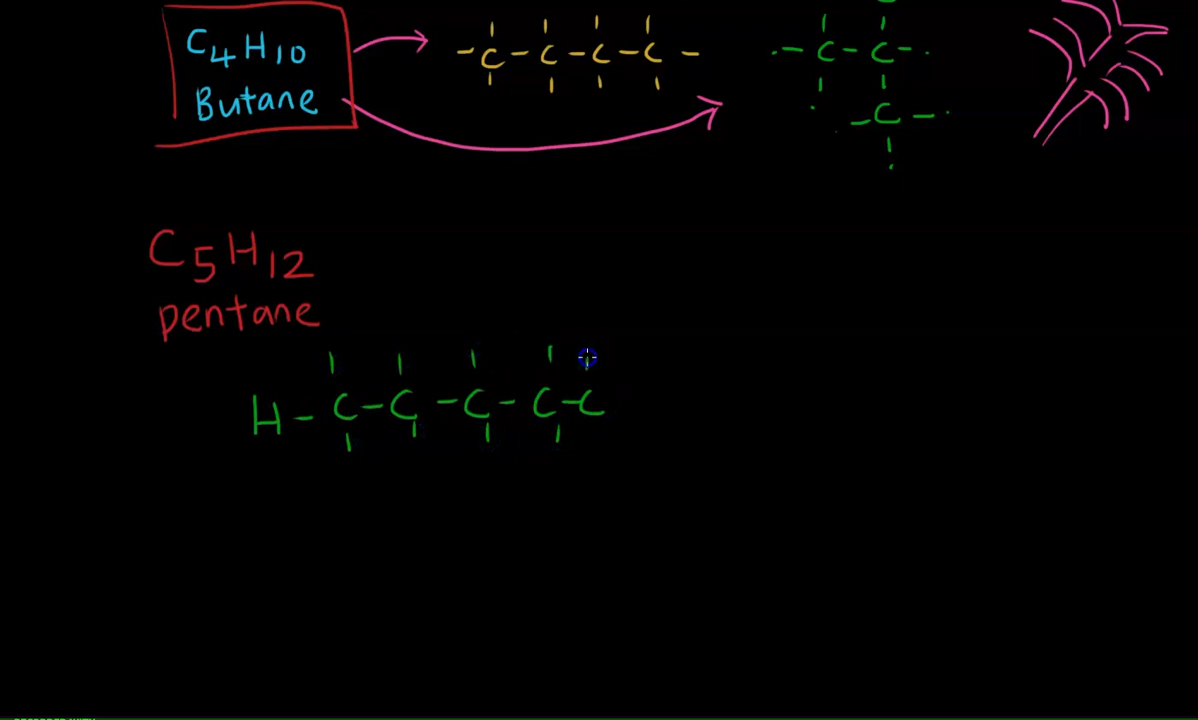 C4H10
Butane
- C - C - C - C -
- C - C -
- C -
C5H12
pentane
H - C - C - C - C - C